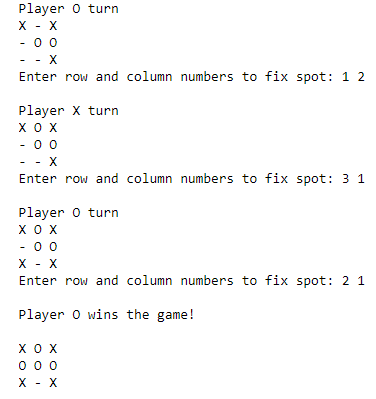 Player O turn
X - X
- O O
- - X
Enter row and column numbers to fix spot: 1 2
Player X turn
X O X
- O O
- - X
Enter row and column numbers to fix spot: 3 1
Player O turn
X O X
- O O
X - X
Enter row and column numbers to fix spot: 2 1
Player O wins the game!
X O X
O O O
X - X